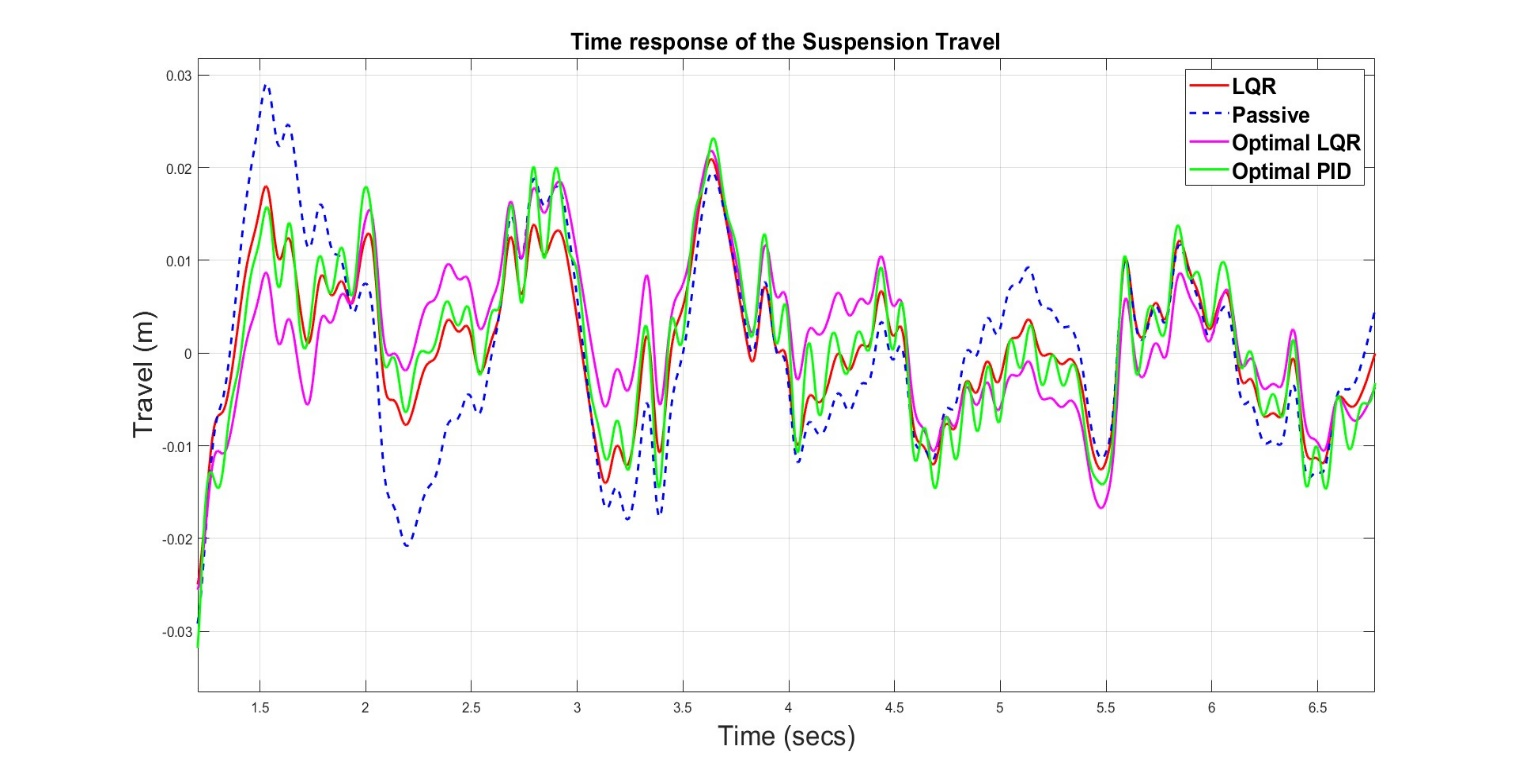 Time response of the Suspension Travel
LQR
Passive
Optimal LQR
Optimal PID
Travel (m)
0.03
0.02
0.01
0
-0.01
-0.02
-0.03
1.5 2 2.5 3 3.5 4 4.5 5 5.5 6 6.5
Time (secs)